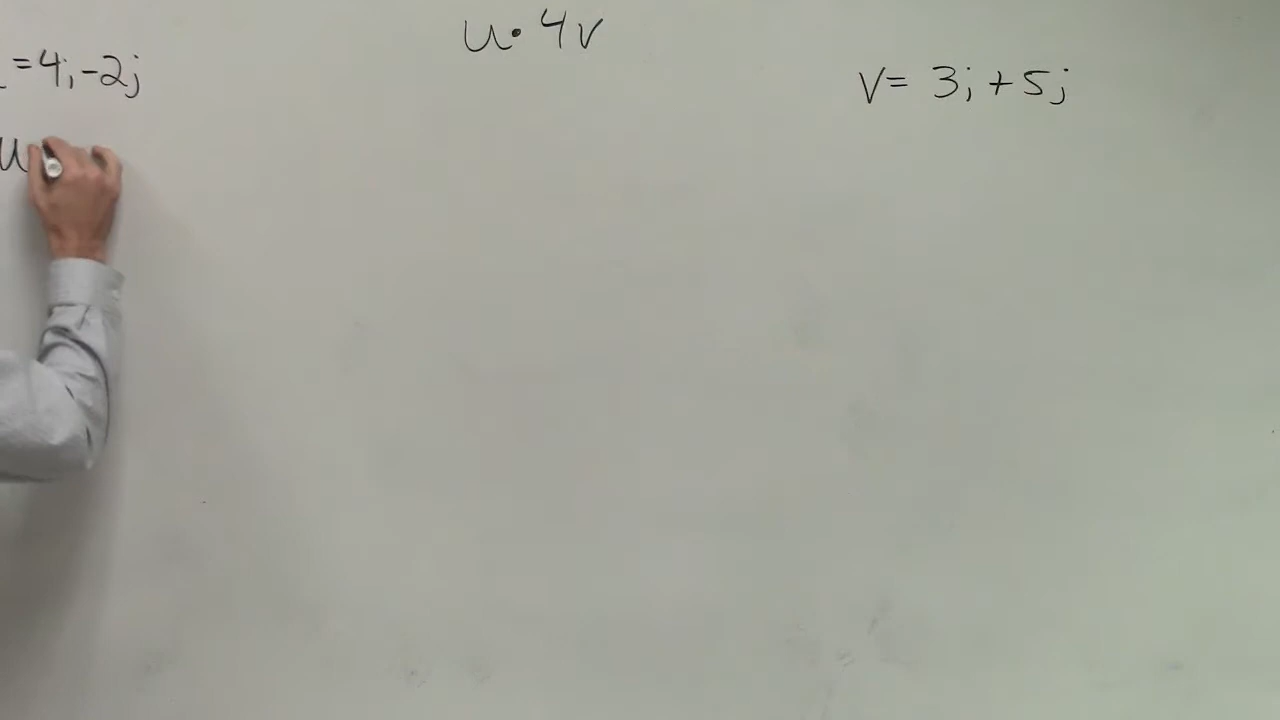 u · 4v
= 4i - 2j
v = 3i + 5j
u